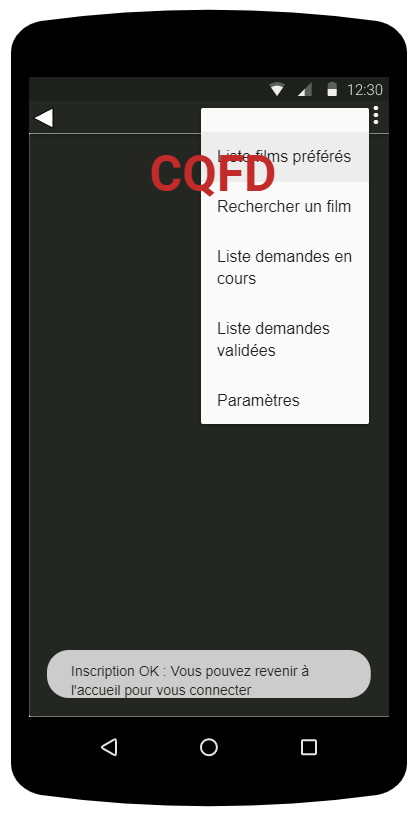 12:30
Liste films préférés
CQFD
Rechercher un film
Liste demandes en
cours
Liste demandes
validées
Paramètres
Inscription OK : Vous pouvez revenir à
l'accueil pour vous connecter